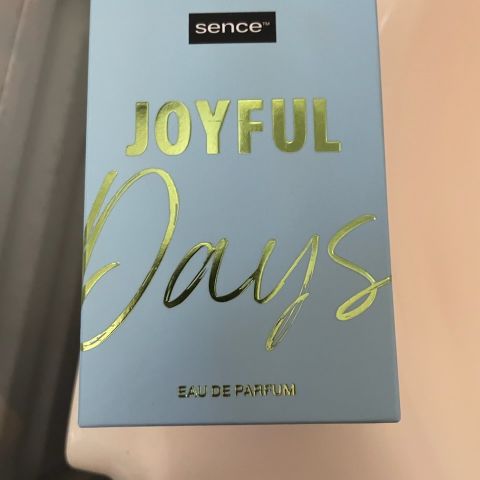 sence™
JOYFUL
Days
EAU DE PARFUM